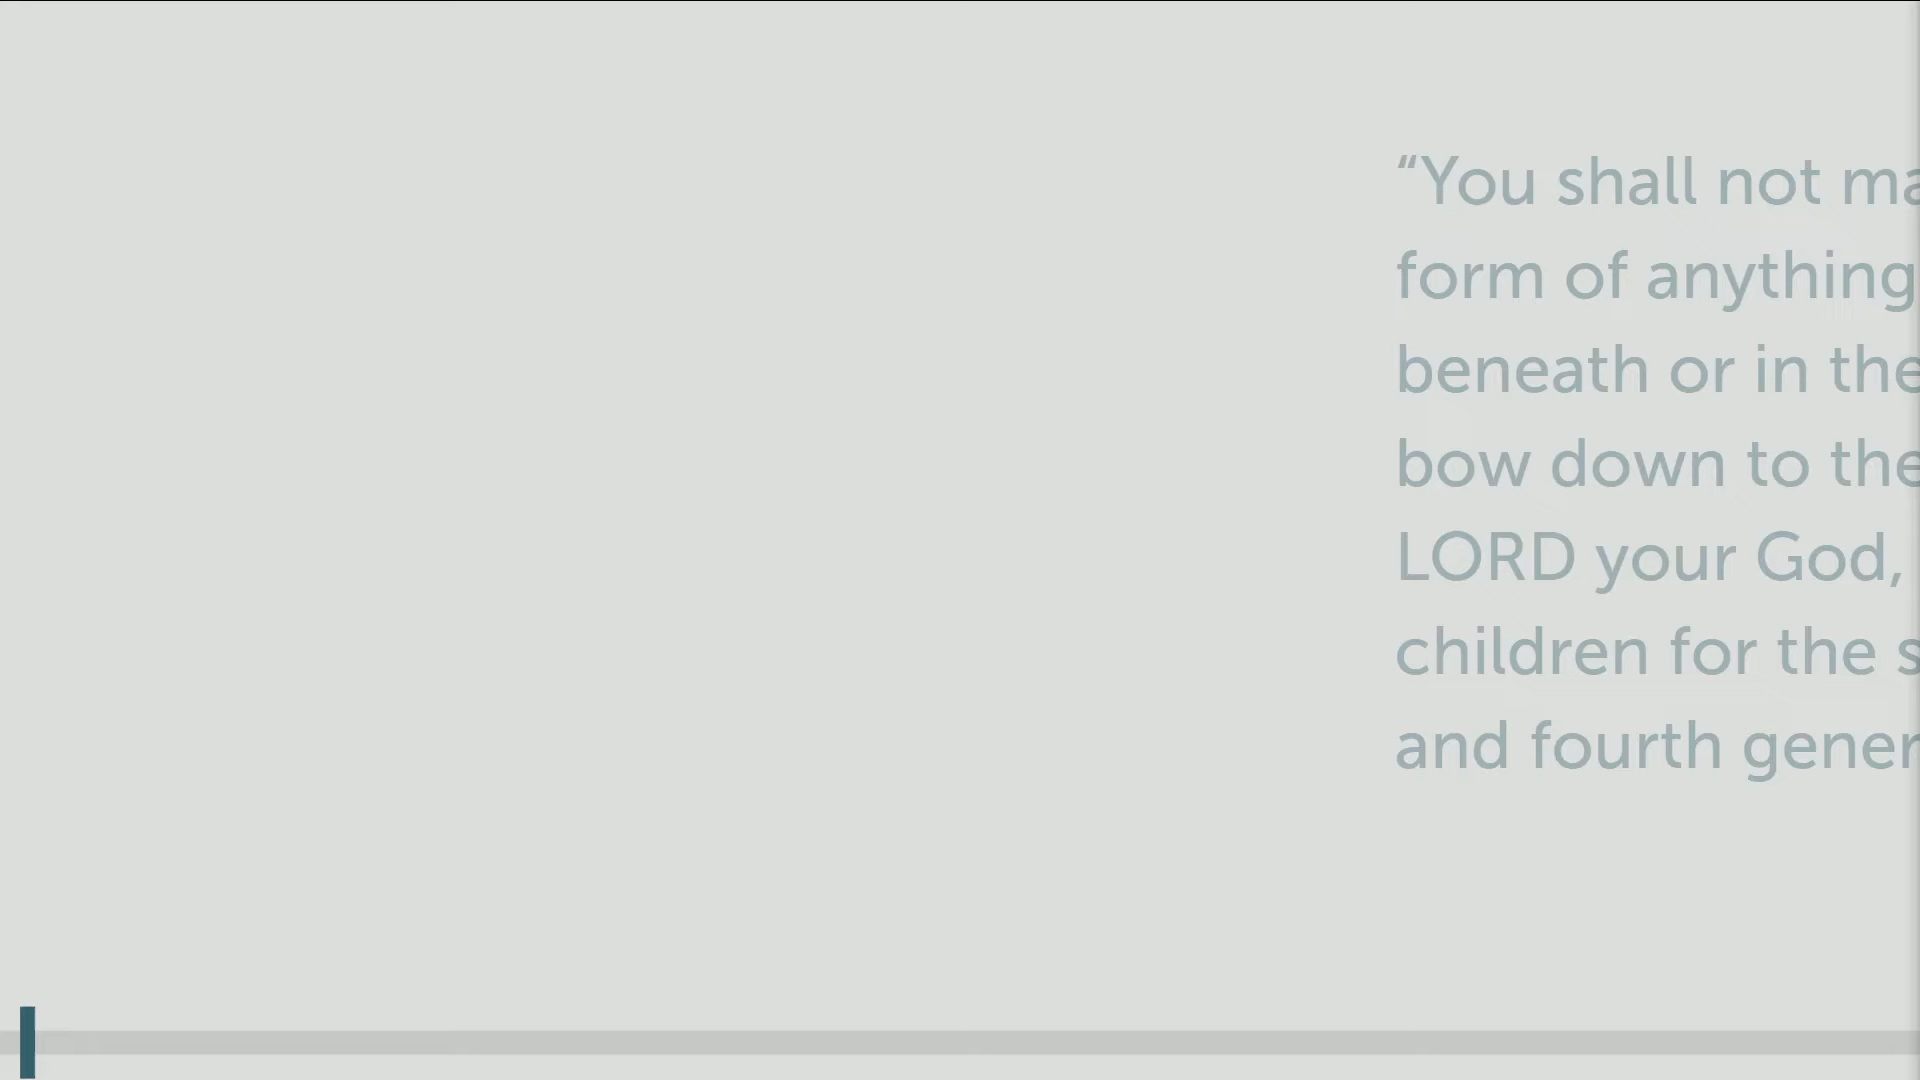 “You shall not ma
form of anything
beneath or in the
bow down to the
LORD your God,
children for the s
and fourth gener